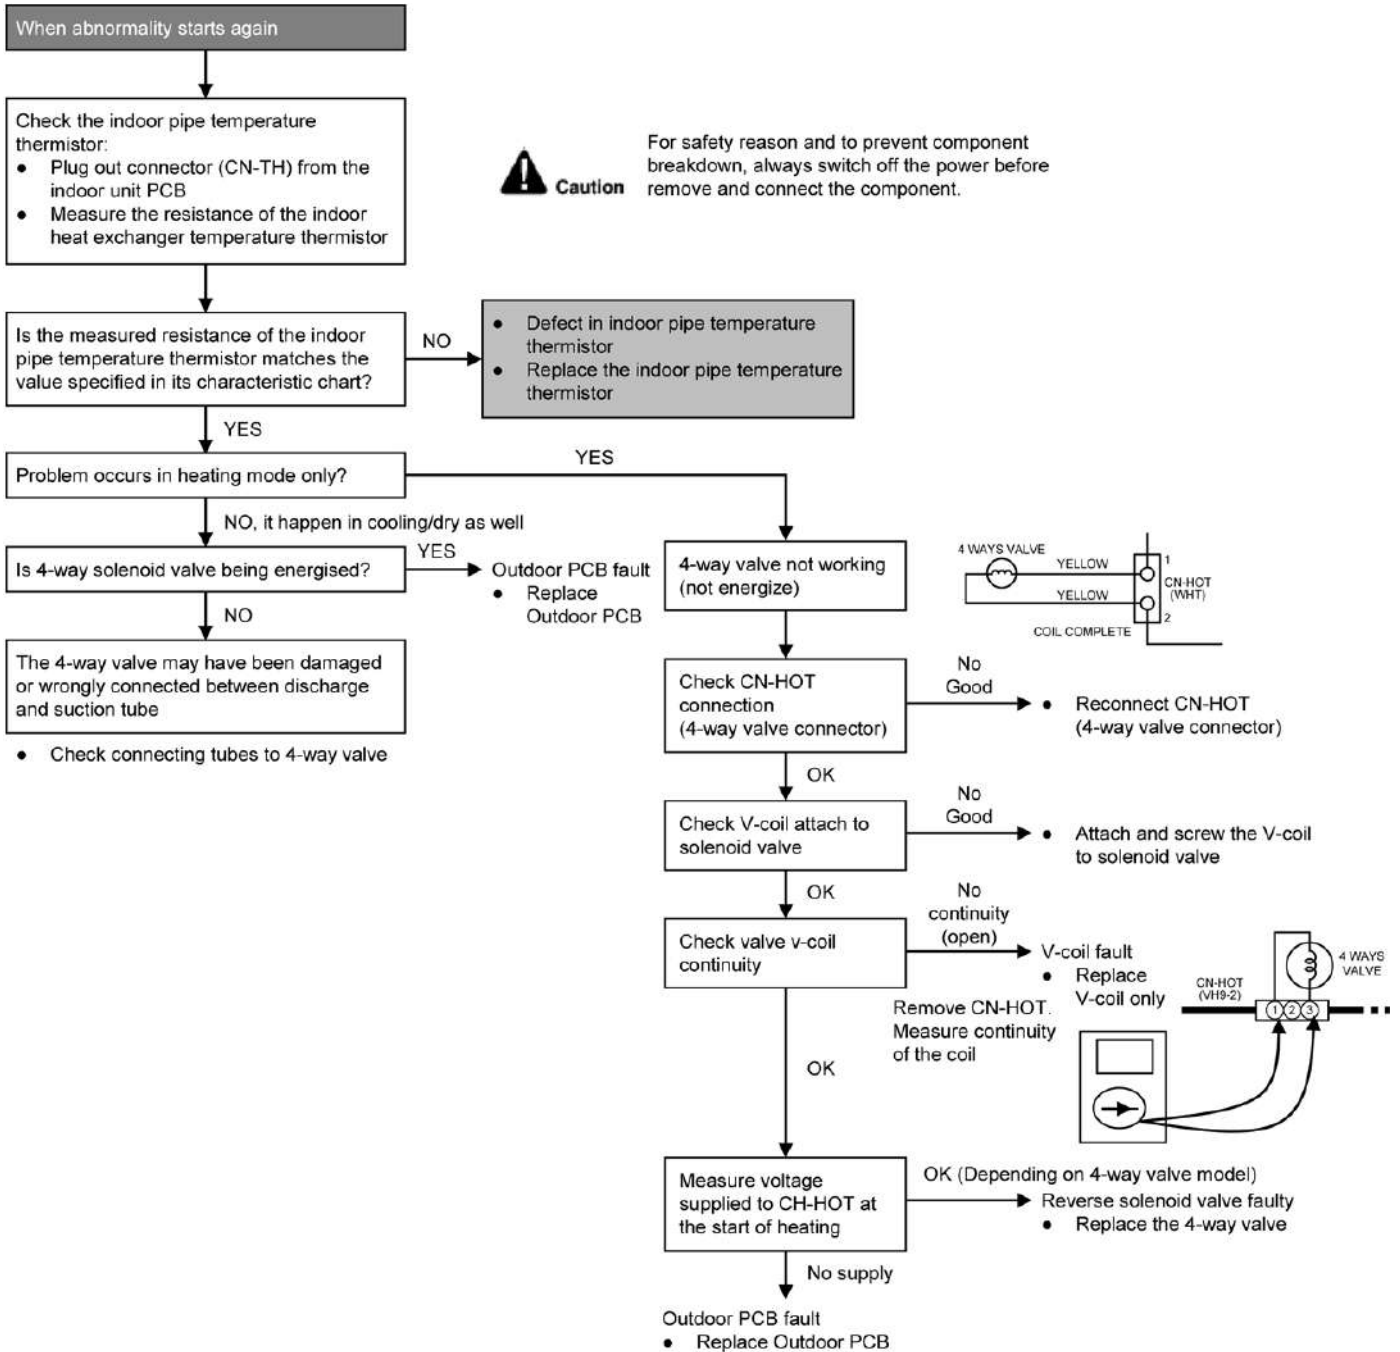 When abnormality starts again
Check the indoor pipe temperature
thermistor:
● Plug out connector (CN-TH) from the
indoor unit PCB
● Measure the resistance of the indoor
heat exchanger temperature thermistor
Caution
For safety reason and to prevent component
breakdown, always switch off the power before
remove and connect the component.
Is the measured resistance of the indoor
pipe temperature thermistor matches the
value specified in its characteristic chart?
NO
● Defect in indoor pipe temperature
thermistor
● Replace the indoor pipe temperature
thermistor
YES
Problem occurs in heating mode only?
YES
NO, it happen in cooling/dry as well
Is 4-way solenoid valve being energised?
YES
Outdoor PCB fault
● Replace
Outdoor PCB
NO
The 4-way valve may have been damaged
or wrongly connected between discharge
and suction tube
● Check connecting tubes to 4-way valve
4-way valve not working
(not energize)
4 WAYS VALVE
YELLOW
YELLOW
1
CN-HOT
(WHT)
2
COIL COMPLETE
Check CN-HOT
connection
(4-way valve connector)
No
Good
● Reconnect CN-HOT
(4-way valve connector)
OK
Check V-coil attach to
solenoid valve
No
Good
● Attach and screw the V-coil
to solenoid valve
OK
Check valve v-coil
continuity
No
continuity
(open)
V-coil fault
● Replace
V-coil only
Remove CN-HOT.
Measure continuity
of the coil
CN-HOT
(VH9-2)
4 WAYS
VALVE
1 2 3
OK
Measure voltage
supplied to CH-HOT at
the start of heating
OK (Depending on 4-way valve model)
Reverse solenoid valve faulty
● Replace the 4-way valve
No supply
Outdoor PCB fault
● Replace Outdoor PCB